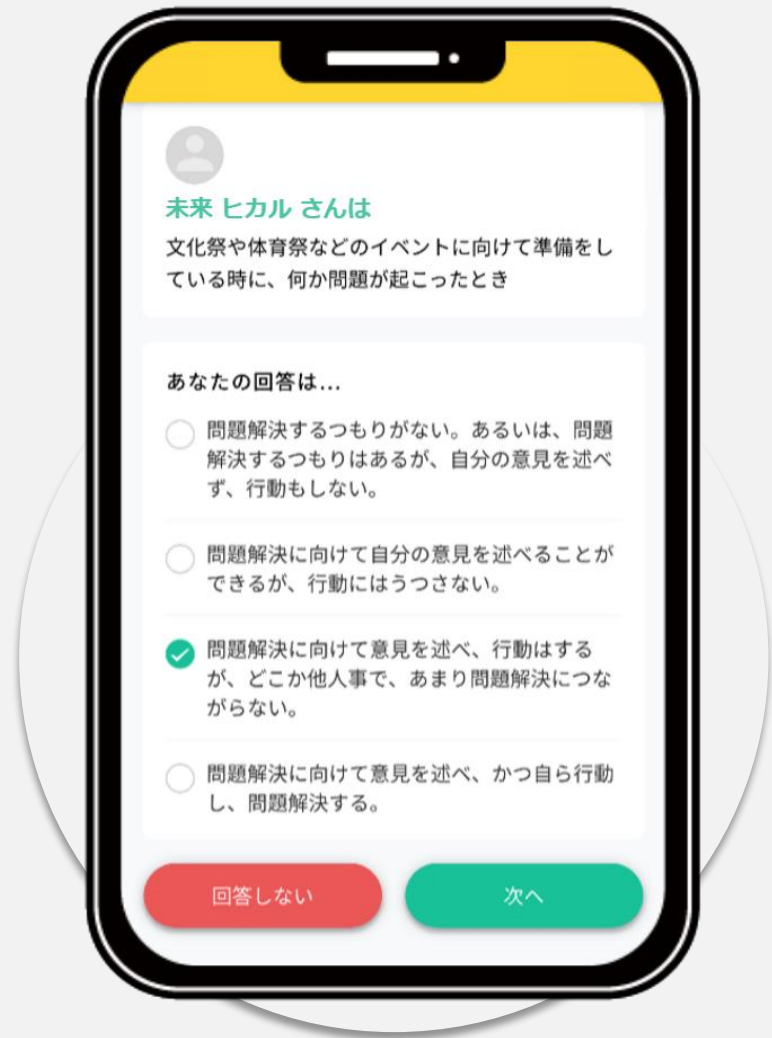 未来 ヒカル さんは
文化祭や体育祭などのイベントに向けて準備をし
ている時に、何か問題が起こったとき
あなたの回答は...
問題解決するつもりがない。あるいは、問題
解決するつもりはあるが、自分の意見を述べ
ず、行動もしない。
問題解決に向けて自分の意見を述べることが
できるが、行動にはうつさない。
問題解決に向けて意見を述べ、行動はする
が、どこか他人事で、あまり問題解決につな
がらない。
問題解決に向けて意見を述べ、かつ自ら行動
し、問題解決する。
回答しない
次へ